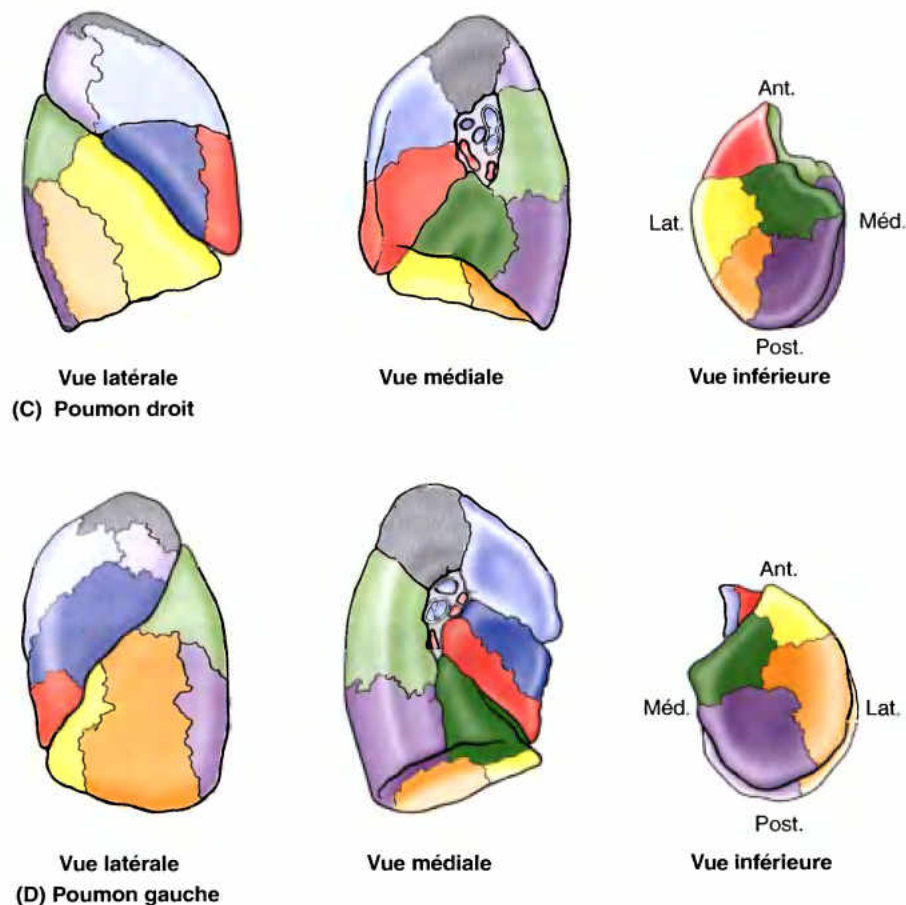 Ant.
Lat.
Méd.
Post.
Vue latérale
Vue médiale
Vue inférieure
(C) Poumon droit
Ant.
Méd.
Lat.
Post.
Vue latérale
Vue médiale
Vue inférieure
(D) Poumon gauche